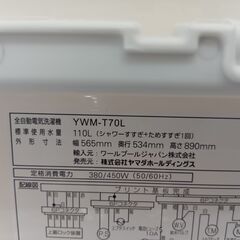 全自動電気洗濯機 YWM-T70L
標準使用水量 110L (シャワーすすぎ+ためすすぎ1回)
外形寸法 幅565mm 奥行534mm 高さ890mm
輸入業者 ワールプールジャパン株式会社
発売元 株式会社ヤマダホールディングス
定格消費電力 380/450W (50/60Hz)
配線図
プリント基板完成